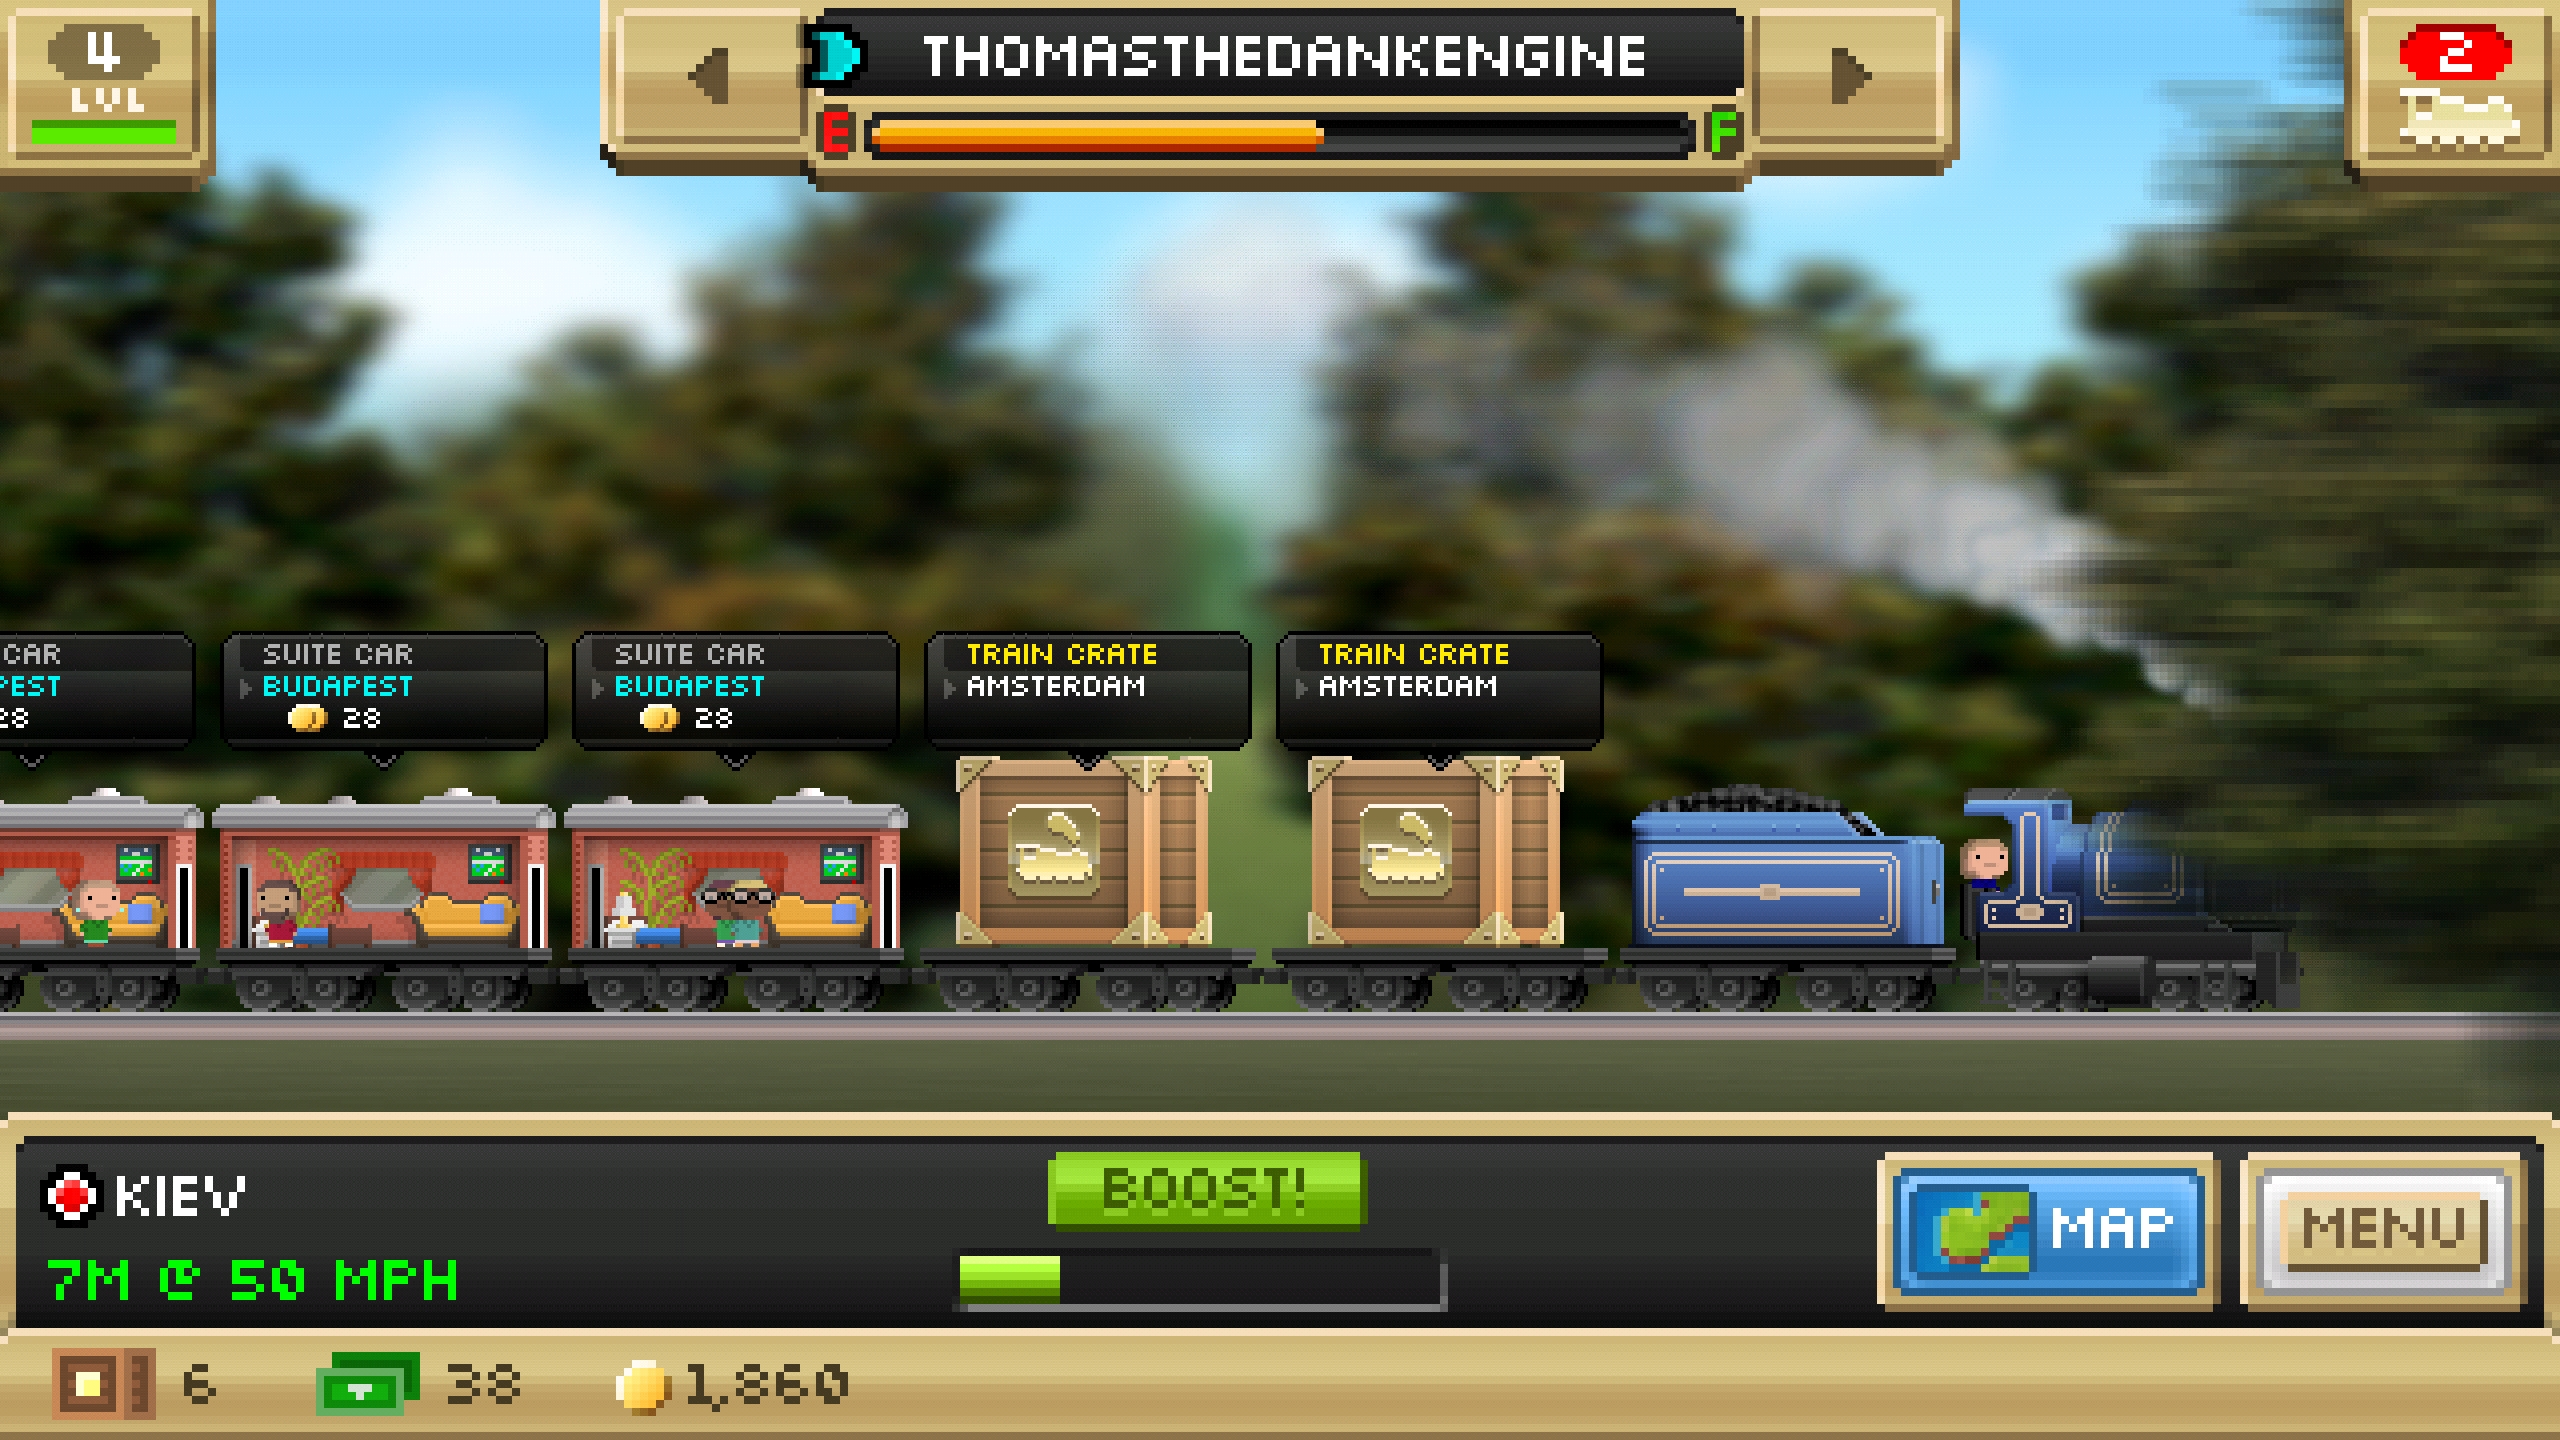 4
LVL
THOMASTHEDANKENGINE
E
F
2
CAR
PEST
28
SUITE CAR
BUDAPEST
28
SUITE CAR
BUDAPEST
28
TRAIN CRATE
AMSTERDAM
TRAIN CRATE
AMSTERDAM
KIEV
7M @ 50 MPH
BOOST!
MAP
MENU
6
38
1,860